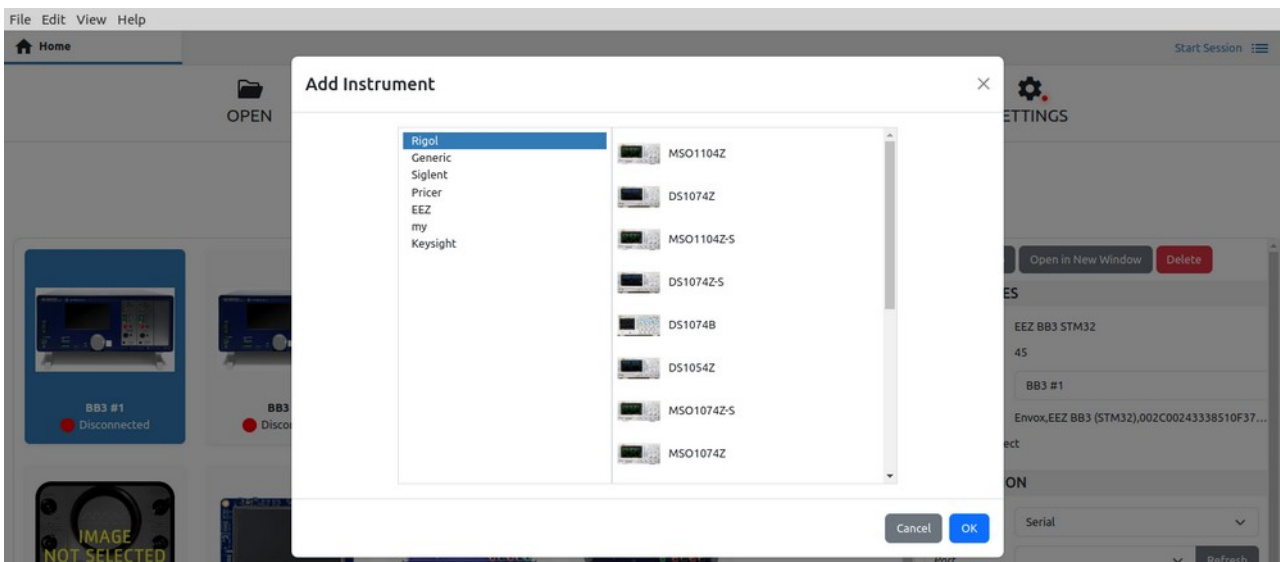 File Edit View Help
Home
Start Session
OPEN
ETTINGS
Add Instrument
Rigol
Generic
Siglent
Pricer
EEZ
my
Keysight
MSO1104Z
DS1074Z
MSO1104Z-S
DS1074Z-S
DS1074B
DS1054Z
MSO1074Z-S
MSO1074Z
Cancel OK
BB3 #1
Disconnected
BB3
Disco
IMAGE
NOT SELECTED
Open in New Window Delete
ES
EEZ BB3 STM32
45
BB3 #1
Envox,EEZ BB3 (STM32),002C00243338510F37...
ect
ON
Serial
Port
Refresh